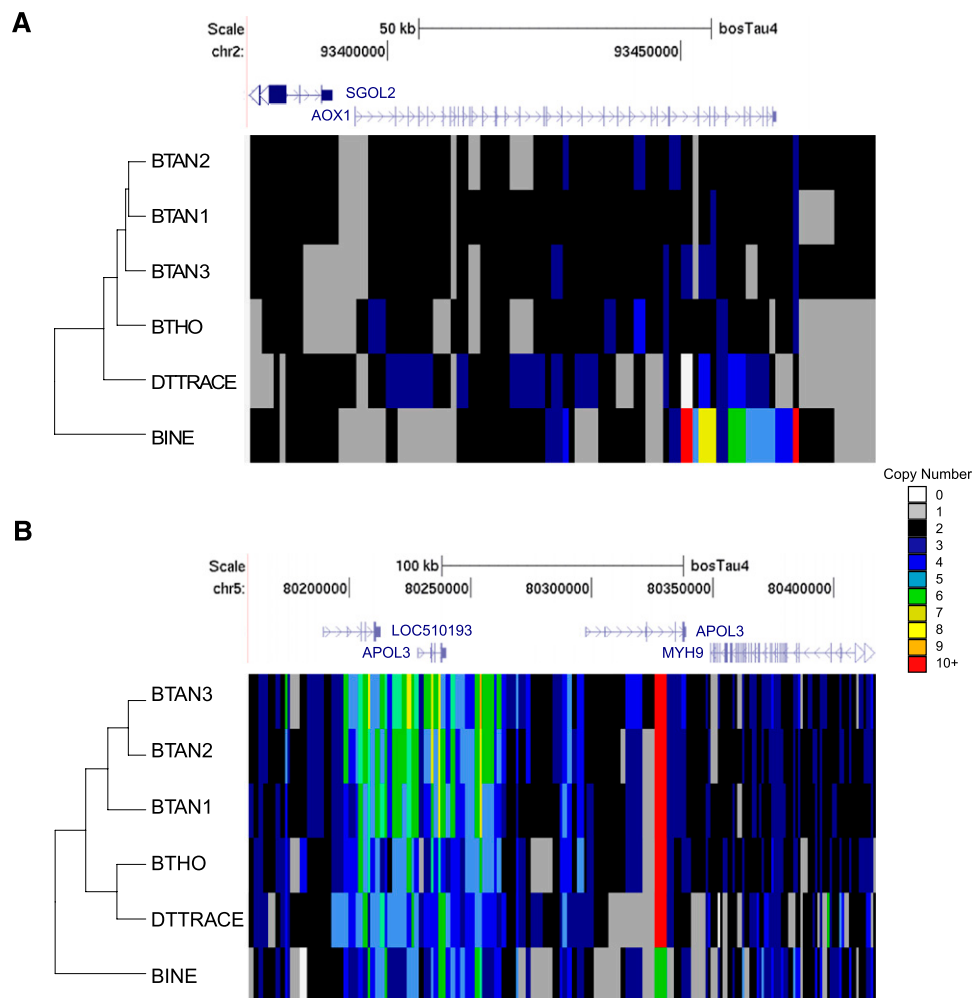 A
Scale 50 kb bosTau4
chr2: 93400000 93450000
SGOL2
AOX1
BTAN2
BTAN1
BTAN3
BTHO
DTTRACE
BINE
Copy Number
0
1
2
3
4
5
6
7
8
9
10+
B
Scale 100 kb bosTau4
chr5: 80200000 80250000 80300000 80350000 80400000
LOC510193 APOL3
APOL3 MYH9
BTAN3
BTAN2
BTAN1
BTHO
DTTRACE
BINE